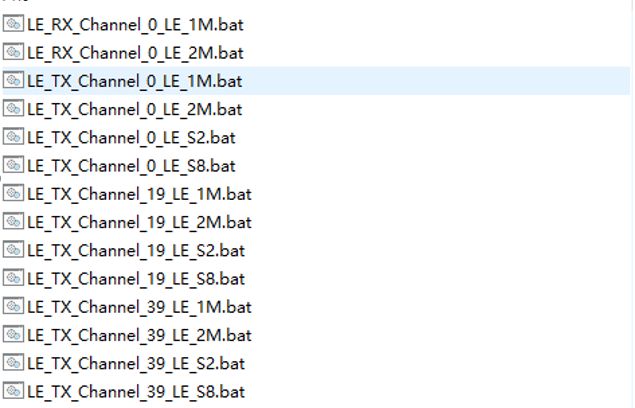 LE_RX_Channel_0_LE_1M.bat
LE_RX_Channel_0_LE_2M.bat
LE_TX_Channel_0_LE_1M.bat
LE_TX_Channel_0_LE_2M.bat
LE_TX_Channel_0_LE_S2.bat
LE_TX_Channel_0_LE_S8.bat
LE_TX_Channel_19_LE_1M.bat
LE_TX_Channel_19_LE_2M.bat
LE_TX_Channel_19_LE_S2.bat
LE_TX_Channel_19_LE_S8.bat
LE_TX_Channel_39_LE_1M.bat
LE_TX_Channel_39_LE_2M.bat
LE_TX_Channel_39_LE_S2.bat
LE_TX_Channel_39_LE_S8.bat